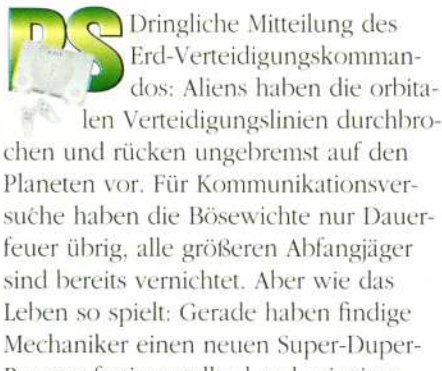 PS Dringliche Mitteilung des
Erd-Verteidigungskomman-
dos: Aliens haben die orbita-
len Verteidigungslinien durchbro-
chen und rücken ungebremst auf den
Planeten vor. Für Kommunikationsver-
suche haben die Bösewichte nur Dauer-
feuer übrig, alle größeren Abfangjäger
sind bereits vernichtet. Aber wie das
Leben so spielt: Gerade haben findige
Mechaniker einen neuen Super-Duper-